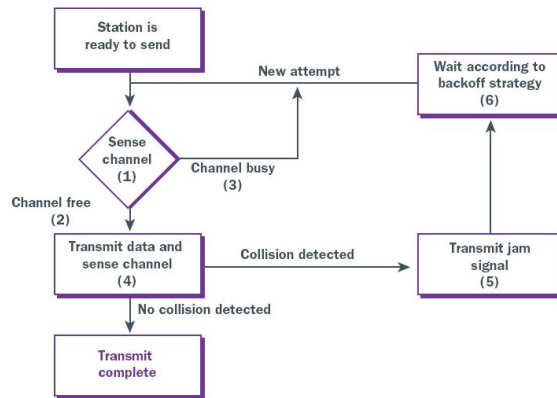 Station is
ready to send
New attempt
Wait according to
backoff strategy
(6)
Sense
channel
(1)
Channel busy
(3)
Channel free
(2)
Transmit data and
sense channel
(4)
Collision detected
Transmit jam
signal
(5)
No collision detected
Transmit
complete